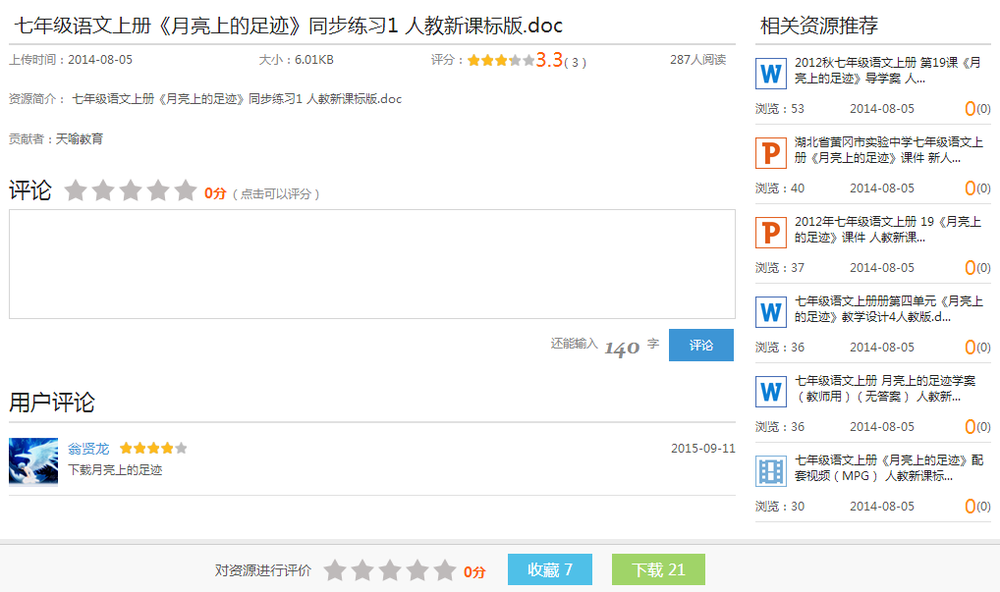 七年级语文上册《月亮上的足迹》同步练习1 人教新课标版.doc
上传时间：2014-08-05 大小：6.01KB 评分：3.3( 3 ) 287人阅读
资源简介： 七年级语文上册《月亮上的足迹》同步练习1 人教新课标版.doc
贡献者：天喻教育
评论 0分（点击可以评分）
还能输入 140 字 评论
用户评论
翁贤龙 2015-09-11
下载月亮上的足迹
相关资源推荐
2012秋七年级语文上册 第19课《月
亮上的足迹》导学案 人...
浏览：53 2014-08-05 0(0)
湖北省黄冈市实验中学七年级语文上
册《月亮上的足迹》课件 新人...
浏览：40 2014-08-05 0(0)
2012年七年级语文上册 19《月亮上
的足迹》课件 人教新课...
浏览：37 2014-08-05 0(0)
七年级语文上册册第四单元《月亮上
的足迹》教学设计4人教版.d...
浏览：36 2014-08-05 0(0)
七年级语文上册 月亮上的足迹学案
（教师用）（无答案） 人教新...
浏览：36 2014-08-05 0(0)
七年级语文上册《月亮上的足迹》配
套视频（MPG） 人教新课标...
浏览：30 2014-08-05 0(0)
对资源进行评价 0分 收藏 7 下载 21